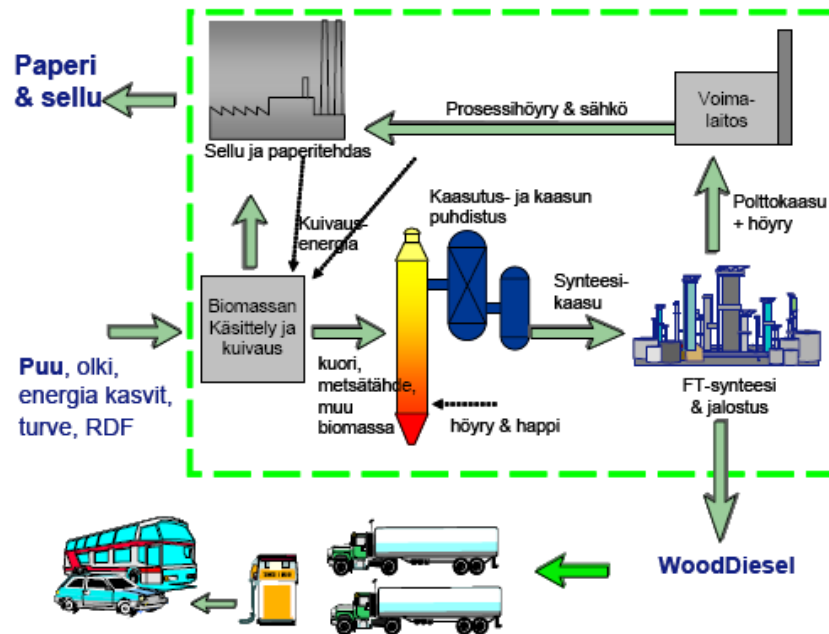 Paperi
& sellu
Sellu ja paperitehdas
Prosessihöyry & sähkö
Voima-
laitos
Kuivaus-
energia
Kaasutus- ja kaasun
puhdistus
Polttokaasu
+ höyry
Biomassan
Käsittely ja
kuivaus
Synteesi-
kaasu
Puu, olki,
energia kasvit,
turve, RDF
kuori,
metsätähde,
muu
biomassa
höyry & happi
FT-synteesi
& jalostus
WoodDiesel